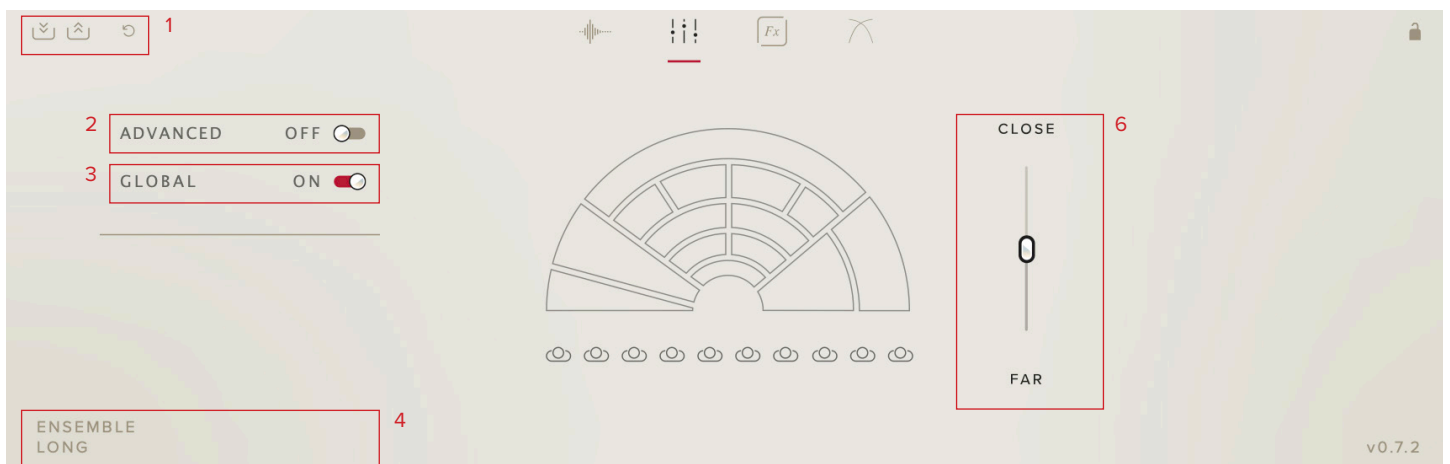 1
Fx
2
ADVANCED OFF
3
GLOBAL ON
CLOSE
6
FAR
4
ENSEMBLE
LONG
v0.7.2